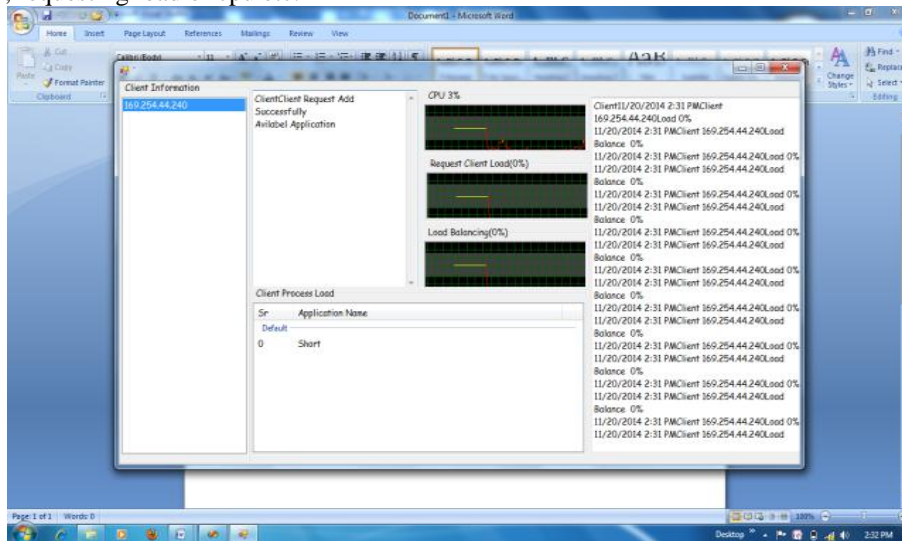 Document1 - Microsoft Word
Home Insert Page Layout References Mailings Review View
Cut
Copy
Paste
Format Painter
Clipboard
Calibri (Body) 11
Change Styles
Find
Replace
Select
Editing
Client Information
169.254.44.240
ClientClient Request Add
Successfully
Avilabel Application
CPU 3%
Request Client Load(0%)
Load Balancing(0%)
Client Process Load
Sr Application Name
Default
0 Short
Client11/20/2014 2:31 PMClient
169.254.44.240Load 0%
11/20/2014 2:31 PMClient 169.254.44.240Load
Balance 0%
11/20/2014 2:31 PMClient 169.254.44.240Load 0%
11/20/2014 2:31 PMClient 169.254.44.240Load
Balance 0%
11/20/2014 2:31 PMClient 169.254.44.240Load 0%
11/20/2014 2:31 PMClient 169.254.44.240Load
Balance 0%
11/20/2014 2:31 PMClient 169.254.44.240Load 0%
11/20/2014 2:31 PMClient 169.254.44.240Load
Balance 0%
11/20/2014 2:31 PMClient 169.254.44.240Load 0%
11/20/2014 2:31 PMClient 169.254.44.240Load
Balance 0%
11/20/2014 2:31 PMClient 169.254.44.240Load 0%
11/20/2014 2:31 PMClient 169.254.44.240Load
Balance 0%
11/20/2014 2:31 PMClient 169.254.44.240Load 0%
11/20/2014 2:31 PMClient 169.254.44.240Load
Balance 0%
11/20/2014 2:31 PMClient 169.254.44.240Load 0%
11/20/2014 2:31 PMClient 169.254.44.240Load
Balance 0%
11/20/2014 2:31 PMClient 169.254.44.240Load 0%
11/20/2014 2:31 PMClient 169.254.44.240Load
Page: 1 of 1 Words: 0
100%
Desktop
2:32 PM